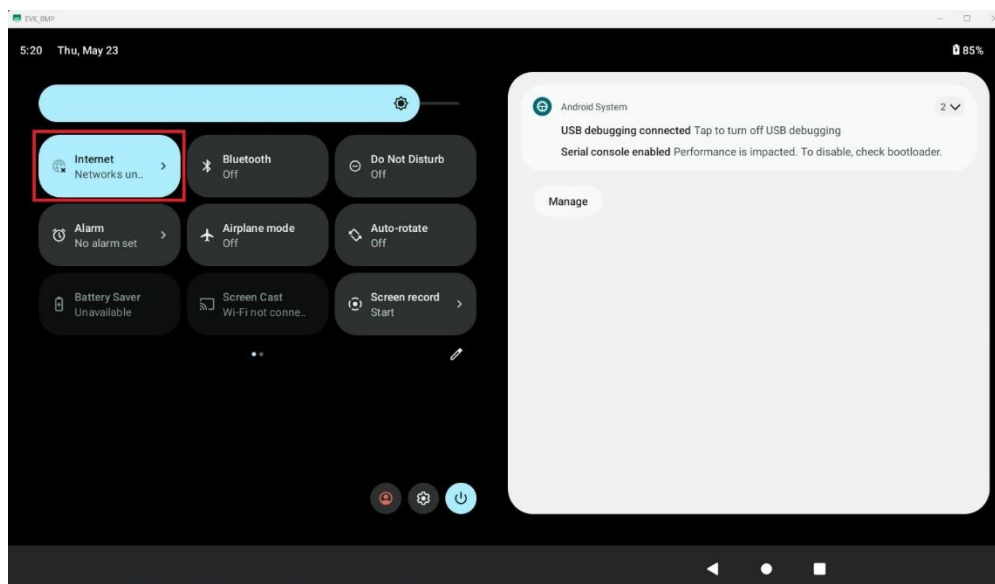 EVK_8MP
5:20 Thu, May 23
85%
Internet
Networks un..
Bluetooth
Off
Do Not Disturb
Off
Alarm
No alarm set
Airplane mode
Off
Auto-rotate
Off
Battery Saver
Unavailable
Screen Cast
Wi-Fi not conne..
Screen record
Start
Android System
2
USB debugging connected Tap to turn off USB debugging
Serial console enabled Performance is impacted. To disable, check bootloader.
Manage